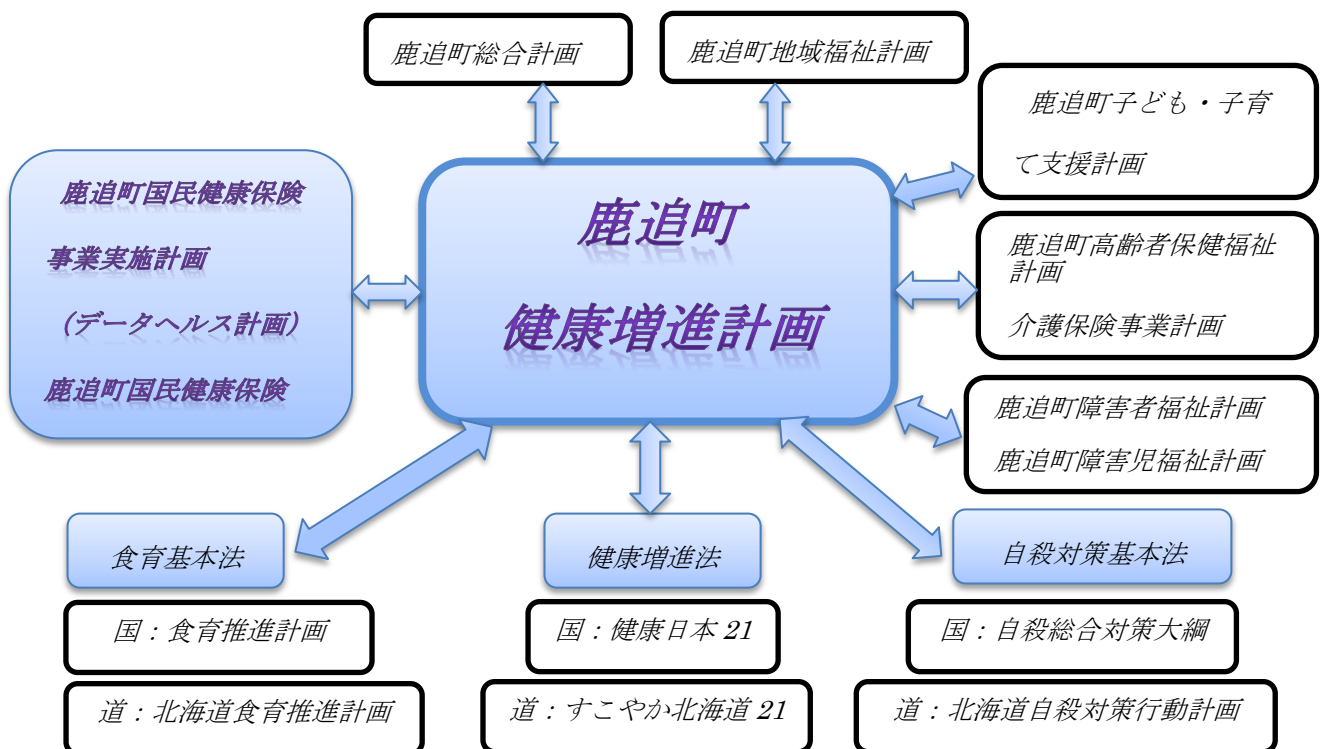 鹿追町総合計画
鹿追町地域福祉計画
鹿追町子ども・子育
て支援計画
鹿追町国民健康保険
事業実施計画
（データヘルス計画）
鹿追町国民健康保険
鹿追町
健康増進計画
鹿追町高齢者保健福祉
計画
介護保険事業計画
鹿追町障害者福祉計画
鹿追町障害児福祉計画
食育基本法
国：食育推進計画
道：北海道食育推進計画
健康増進法
国：健康日本 21
道：すこやか北海道 21
自殺対策基本法
国：自殺総合対策大綱
道：北海道自殺対策行動計画